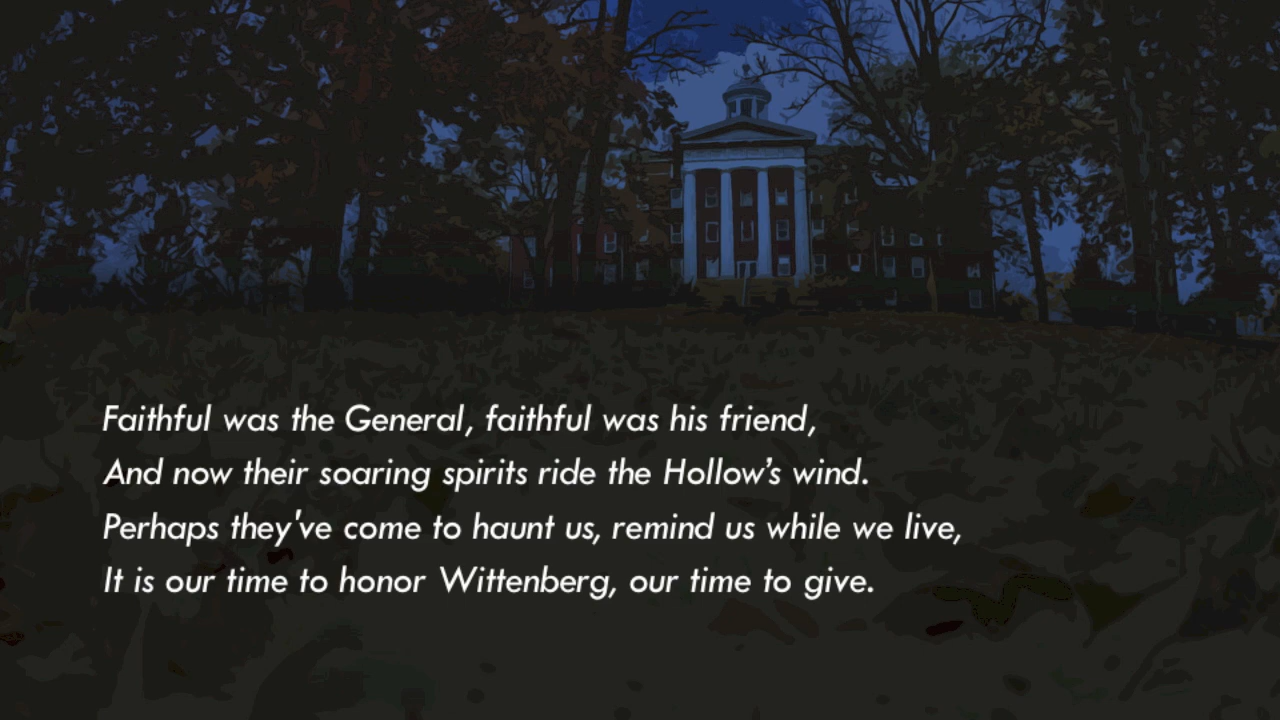 Faithful was the General, faithful was his friend,
And now their soaring spirits ride the Hollow’s wind.
Perhaps they've come to haunt us, remind us while we live,
It is our time to honor Wittenberg, our time to give.